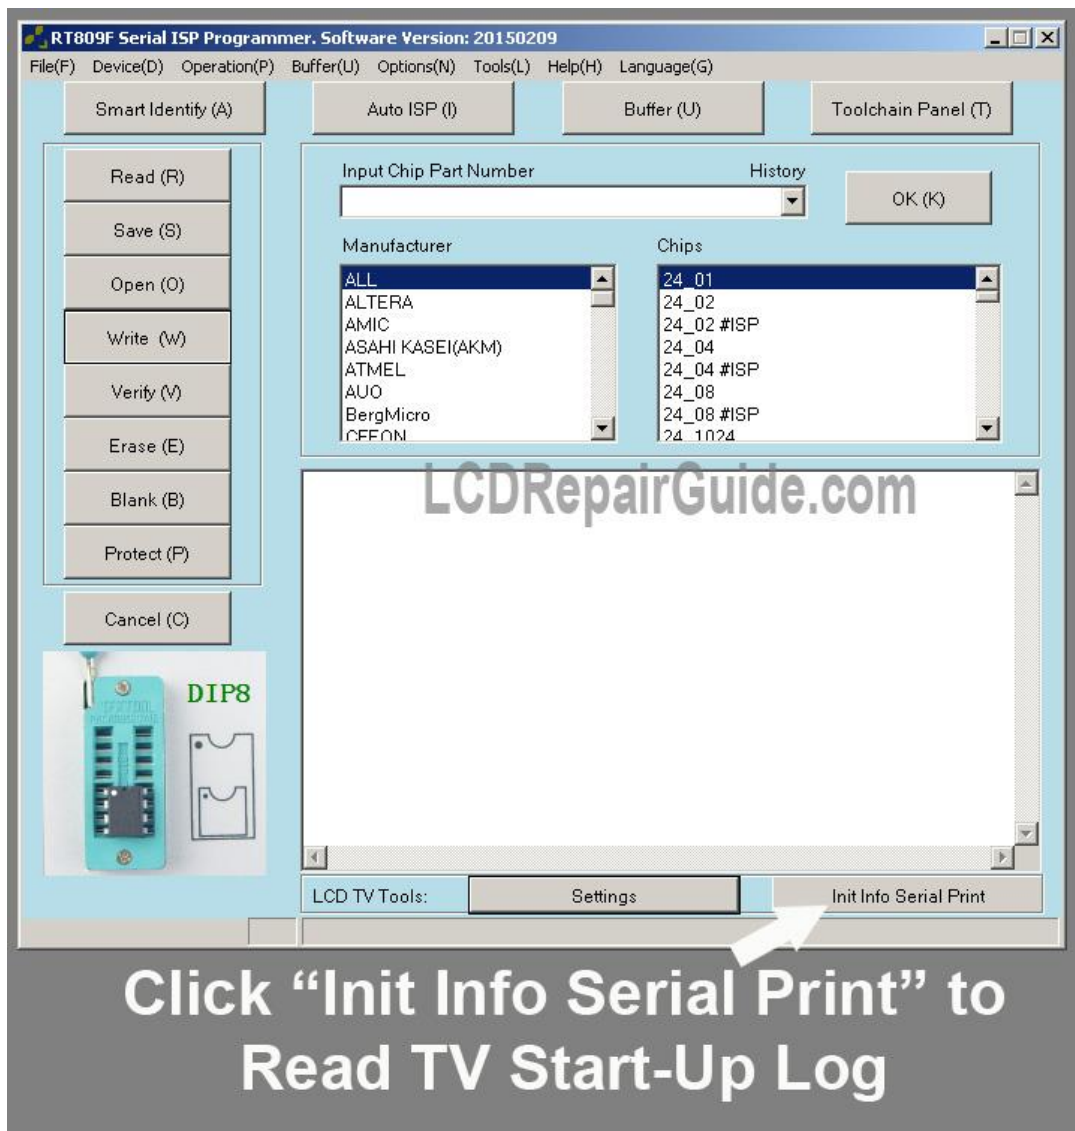 RT809F Serial ISP Programmer. Software Version: 20150209
File(F) Device(D) Operation(P) Buffer(U) Options(N) Tools(L) Help(H) Language(G)
Smart Identify (A) Auto ISP (I) Buffer (U) Toolchain Panel (T)
Read (R)
Save (S)
Open (O)
Write (W)
Verify (V)
Erase (E)
Blank (B)
Protect (P)
Cancel (C)
Input Chip Part Number History
OK (K)
Manufacturer
ALL
ALTERA
AMIC
ASAHI KASEI(AKM)
ATMEL
AUO
BergMicro
Chips
24_01
24_02
24_02 #ISP
24_04
24_04 #ISP
24_08
24_08 #ISP
24_1024
LCDRepairGuide.com
DIP8
LCD TV Tools: Settings Init Info Serial Print
Click “Init Info Serial Print” to
Read TV Start-Up Log